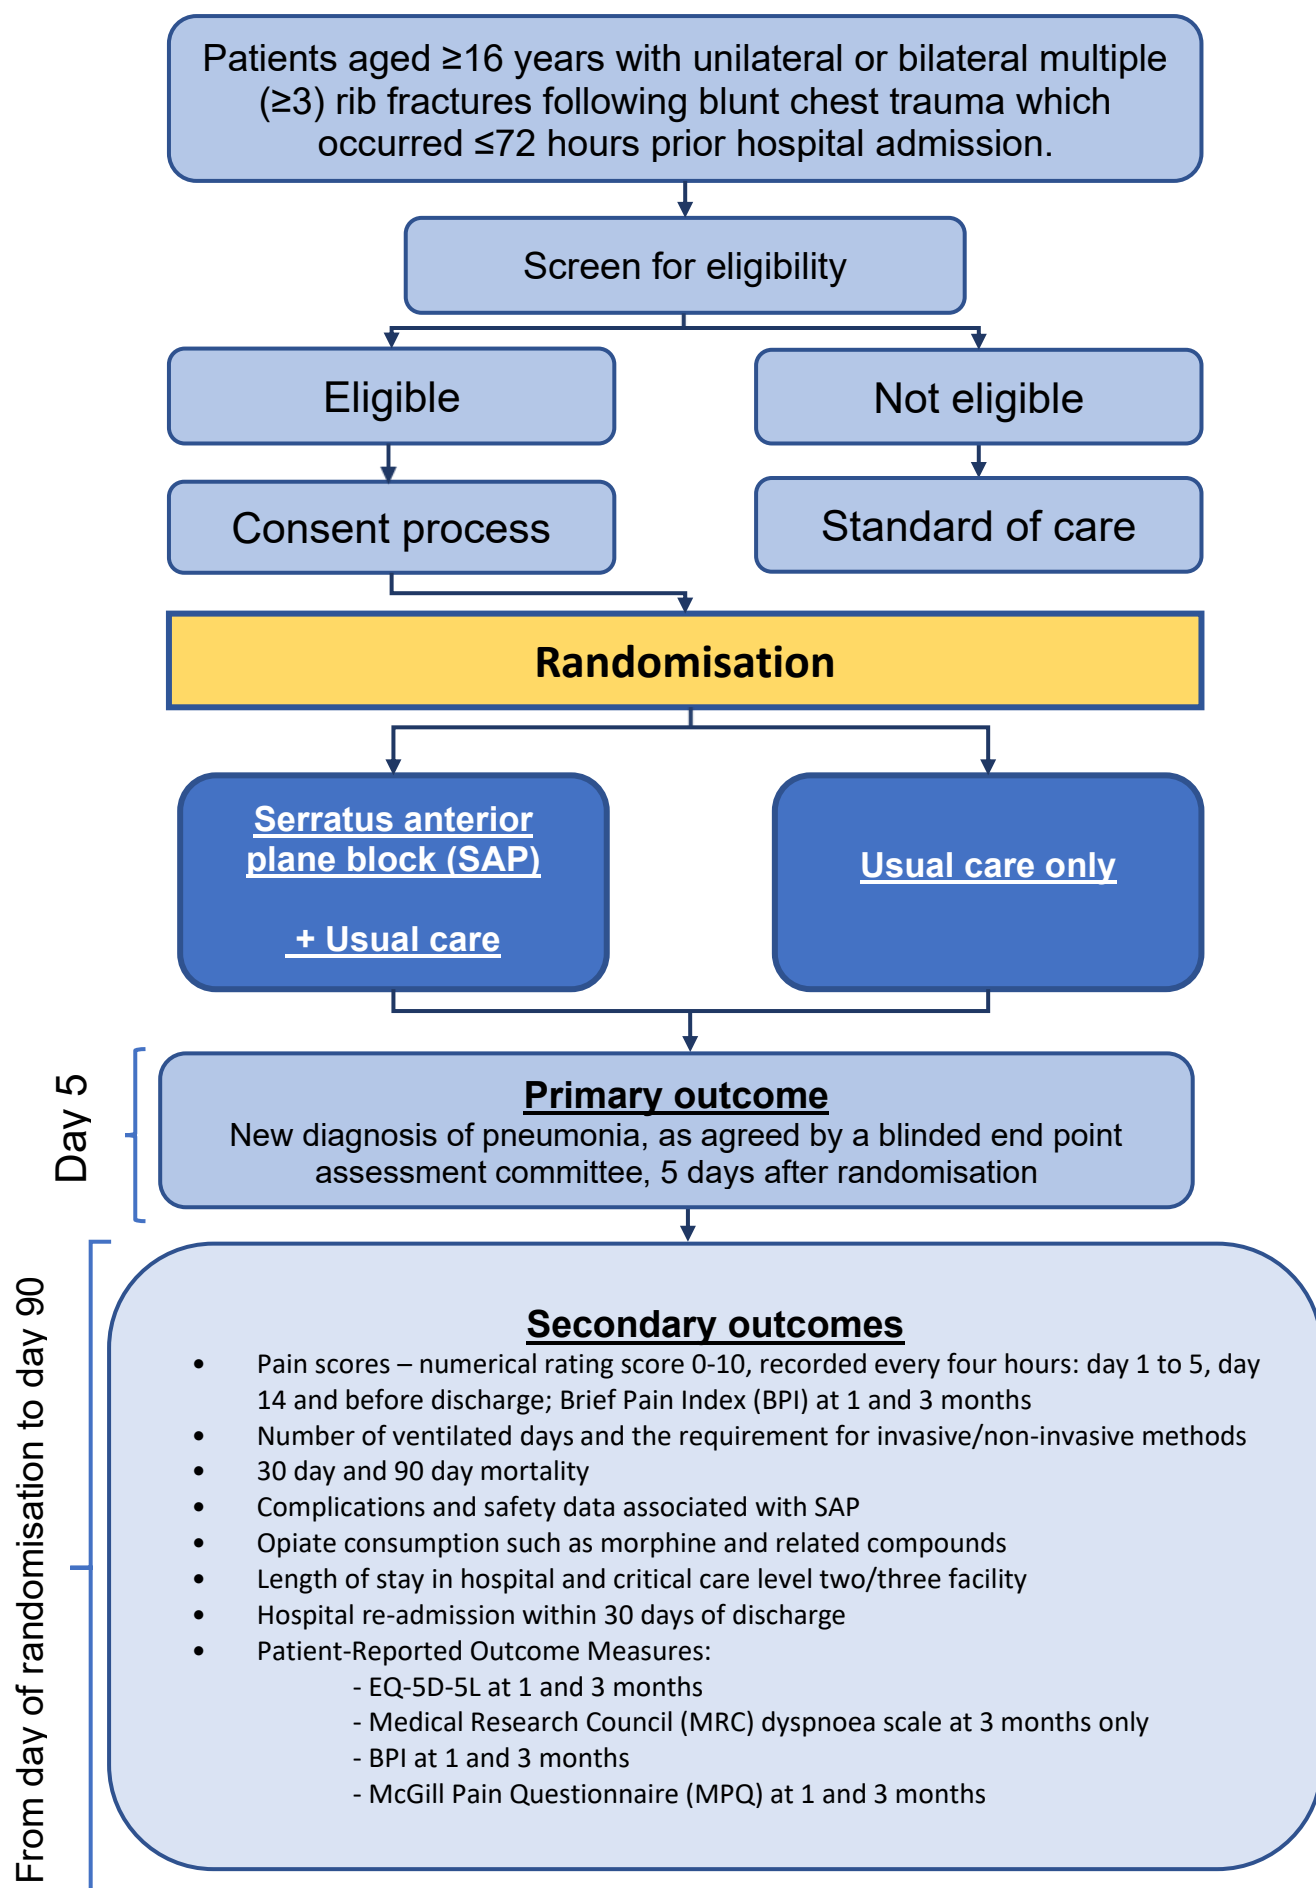 Patients aged ≥16 years with unilateral or bilateral multiple
(≥3) rib fractures following blunt chest trauma which
occurred ≤72 hours prior hospital admission.
Screen for eligibility
Eligible
Not eligible
Consent process
Standard of care
Randomisation
Serratus anterior
plane block (SAP)
+ Usual care
Usual care only
Day 5
Primary outcome
New diagnosis of pneumonia, as agreed by a blinded end point
assessment committee, 5 days after randomisation
From day of randomisation to day 90
Secondary outcomes
• Pain scores – numerical rating score 0-10, recorded every four hours: day 1 to 5, day
14 and before discharge; Brief Pain Index (BPI) at 1 and 3 months
• Number of ventilated days and the requirement for invasive/non-invasive methods
• 30 day and 90 day mortality
• Complications and safety data associated with SAP
• Opiate consumption such as morphine and related compounds
• Length of stay in hospital and critical care level two/three facility
• Hospital re-admission within 30 days of discharge
• Patient-Reported Outcome Measures:
- EQ-5D-5L at 1 and 3 months
- Medical Research Council (MRC) dyspnoea scale at 3 months only
- BPI at 1 and 3 months
- McGill Pain Questionnaire (MPQ) at 1 and 3 months